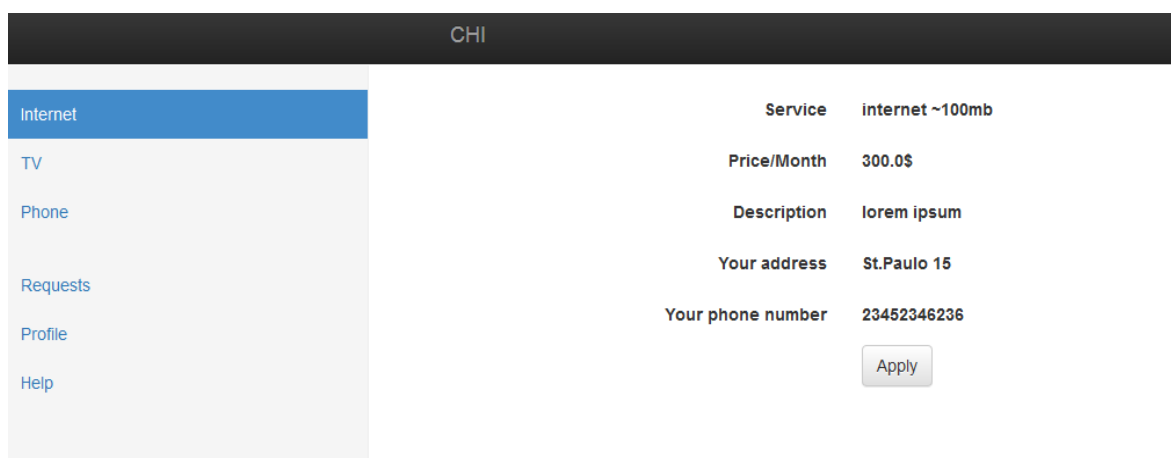 CHI
Internet
TV
Phone
Requests
Profile
Help
Service internet ~100mb
Price/Month 300.0$
Description lorem ipsum
Your address St.Paulo 15
Your phone number 23452346236
Apply